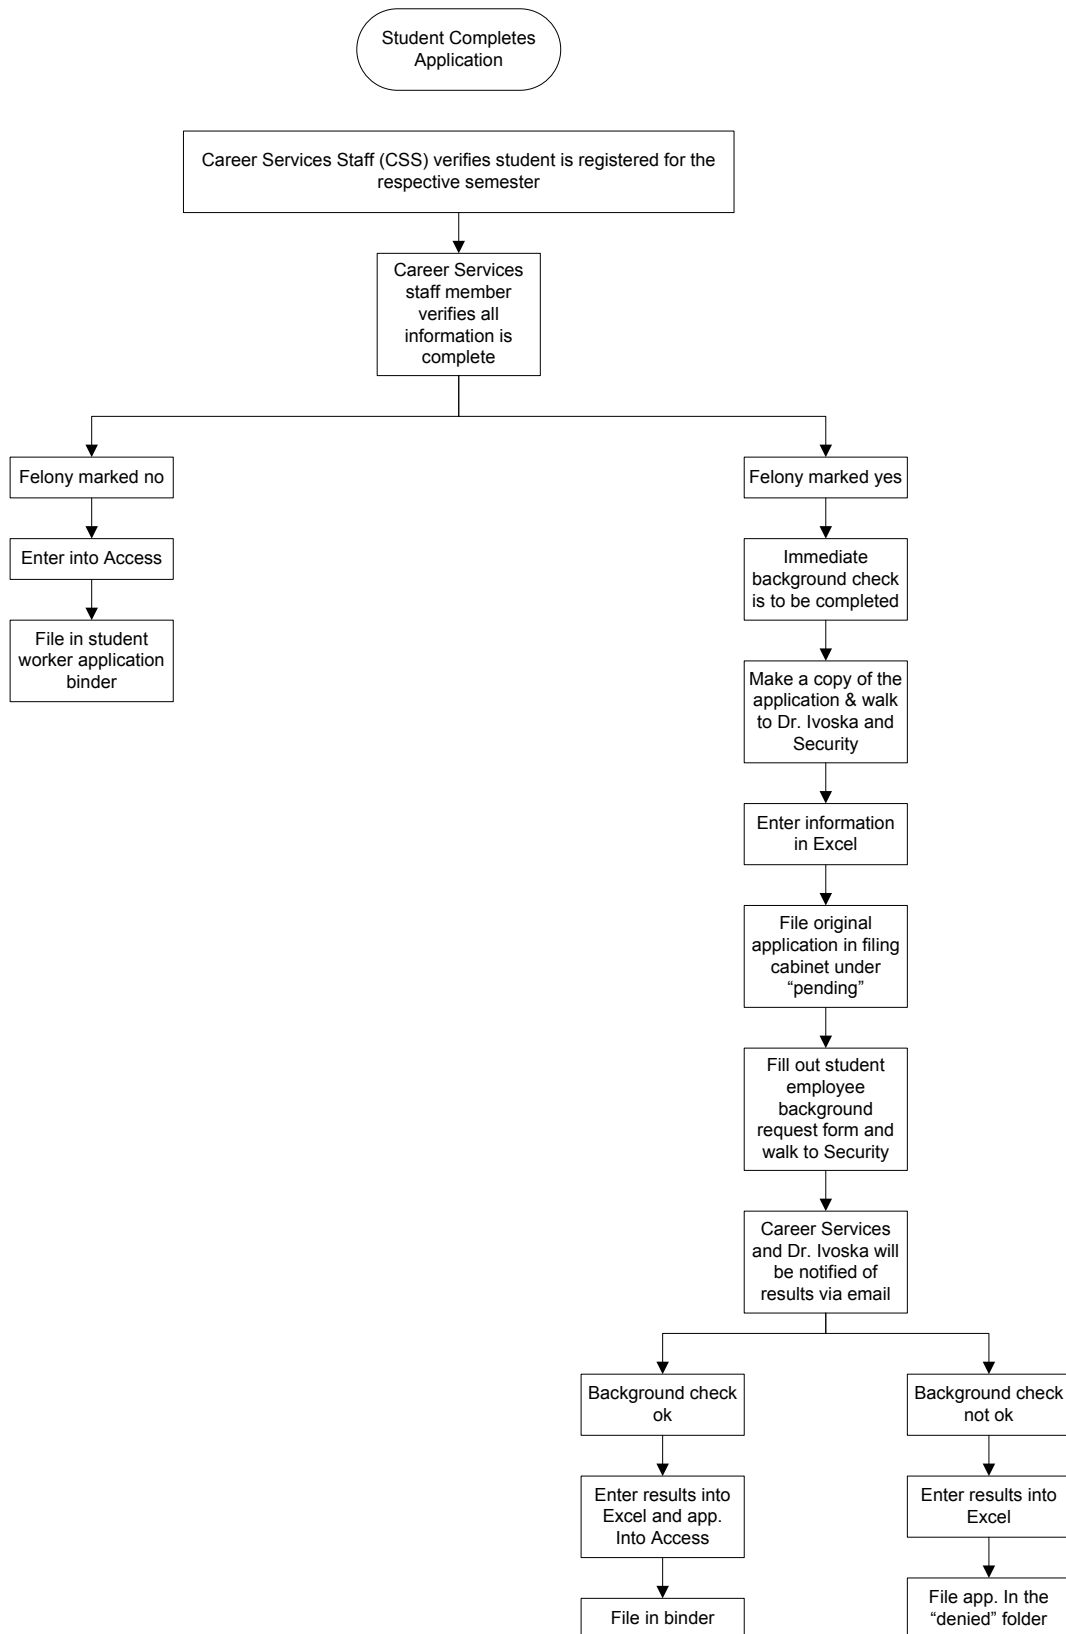 Student Completes
Application
Career Services Staff (CSS) verifies student is registered for the
respective semester
Career Services
staff member
verifies all
information is
complete
Felony marked no
Enter into Access
File in student
worker application
binder
Felony marked yes
Immediate
background check
is to be completed
Make a copy of the
application & walk
to Dr. Ivoska and
Security
Enter information
in Excel
File original
application in filing
cabinet under
“pending”
Fill out student
employee
background
request form and
walk to Security
Career Services
and Dr. Ivoska will
be notified of
results via email
Background check
ok
Enter results into
Excel and app.
Into Access
File in binder
Background check
not ok
Enter results into
Excel
File app. In the
“denied” folder